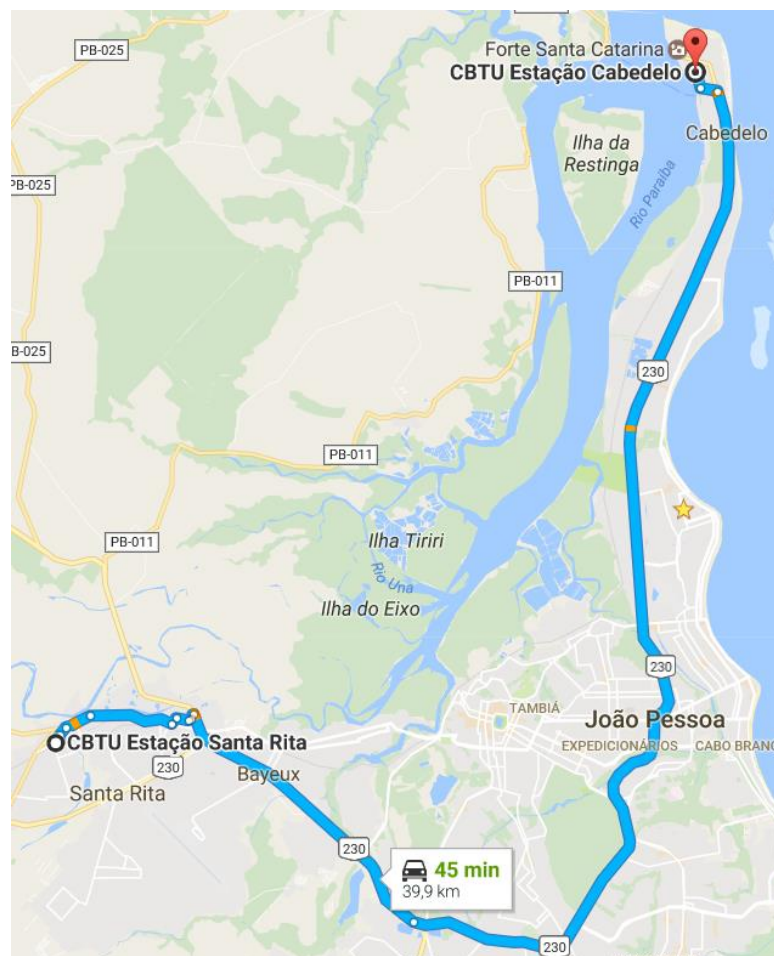 PB-025
Forte Santa Catarina
CBTU Estação Cabedelo
Cabedelo
Ilha da
Restinga
PB-025
Rio Paraíba
PB-011
PB-025
B-025
230
PB-011
PB-011
Ilha Tiriri
Rio Una
Ilha do Eixo
230
TAMBIÁ
João Pessoa
EXPEDICIONÁRIOS
CABO BRANC
CBTU Estação Santa Rita
230
Bayeux
Santa Rita
230
45 min
39,9 km
230